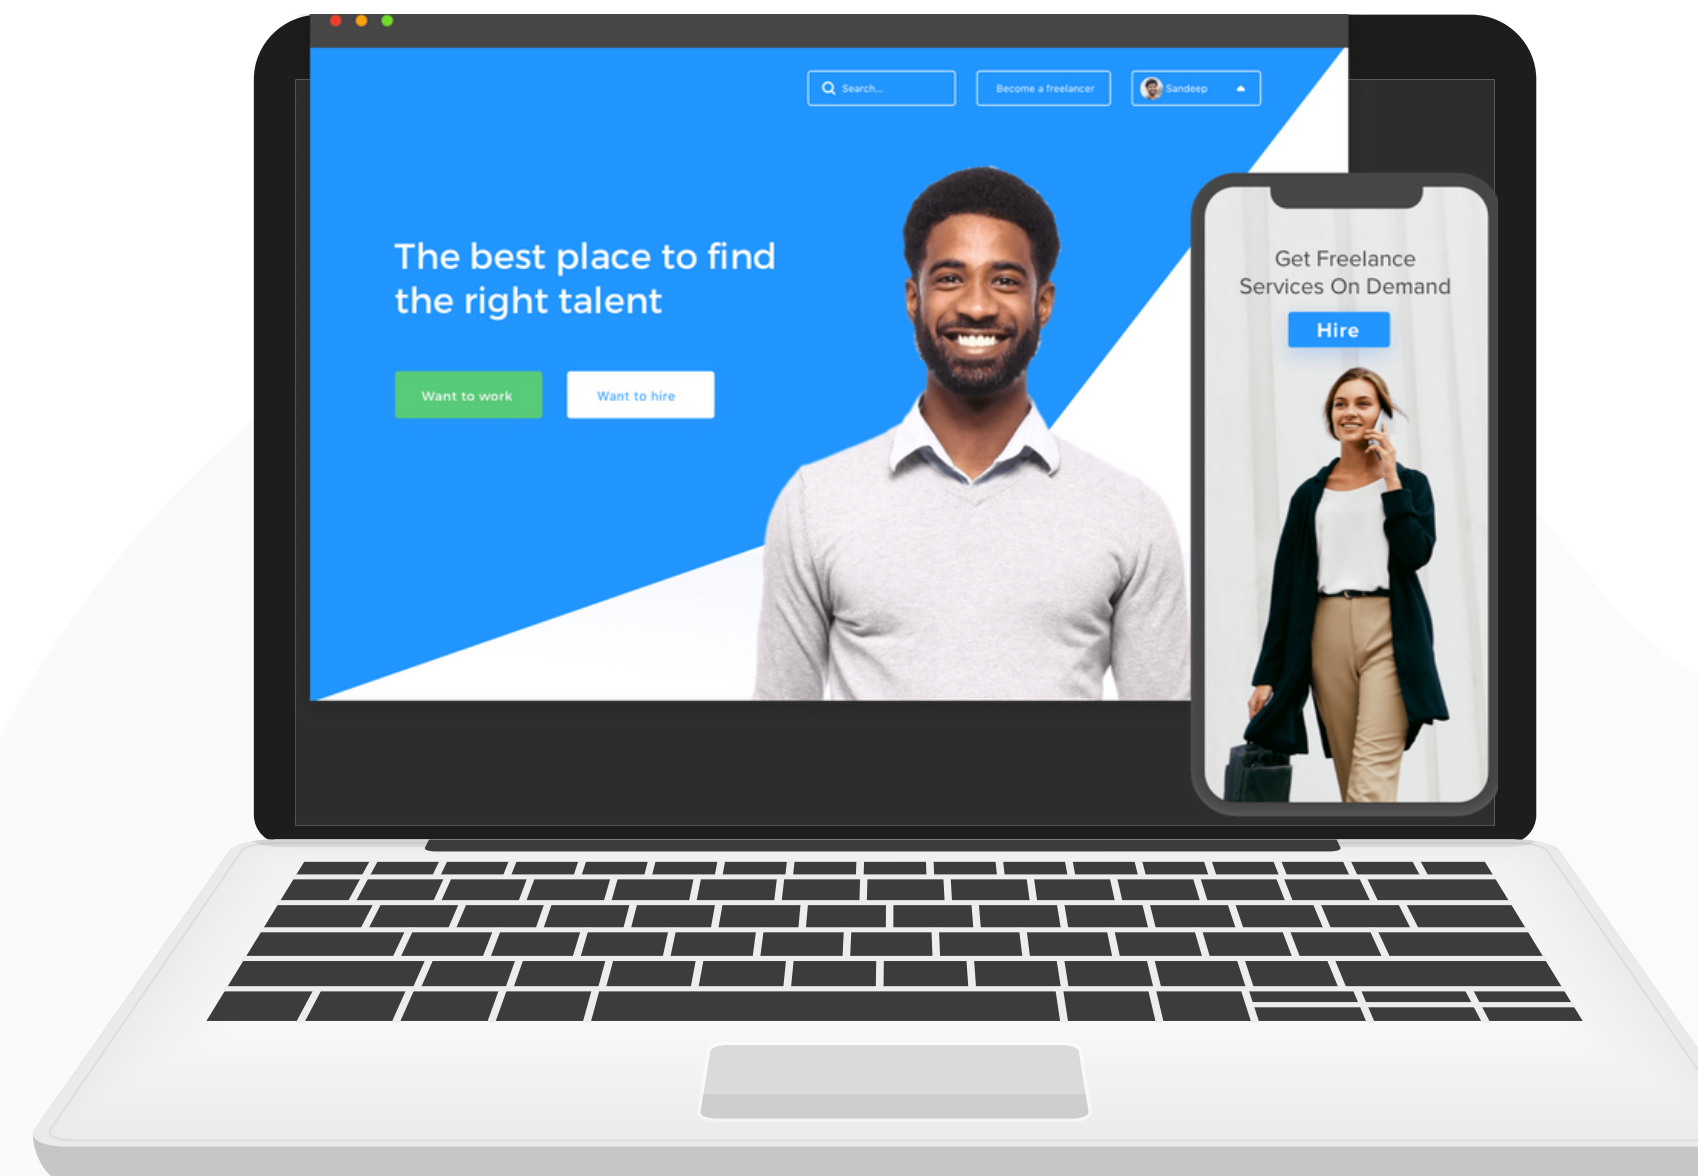 Search...
Become a freelancer
Sandeep
The best place to find
the right talent
Want to work
Want to hire
Get Freelance
Services On Demand
Hire